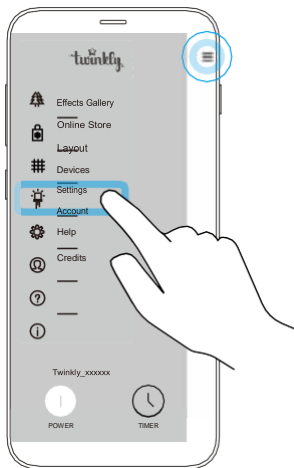 twinkly
Effects Gallery
Online Store
Layout
Devices
Settings
Account
Help
Credits
Twinkly_xxxxxx
POWER
TIMER